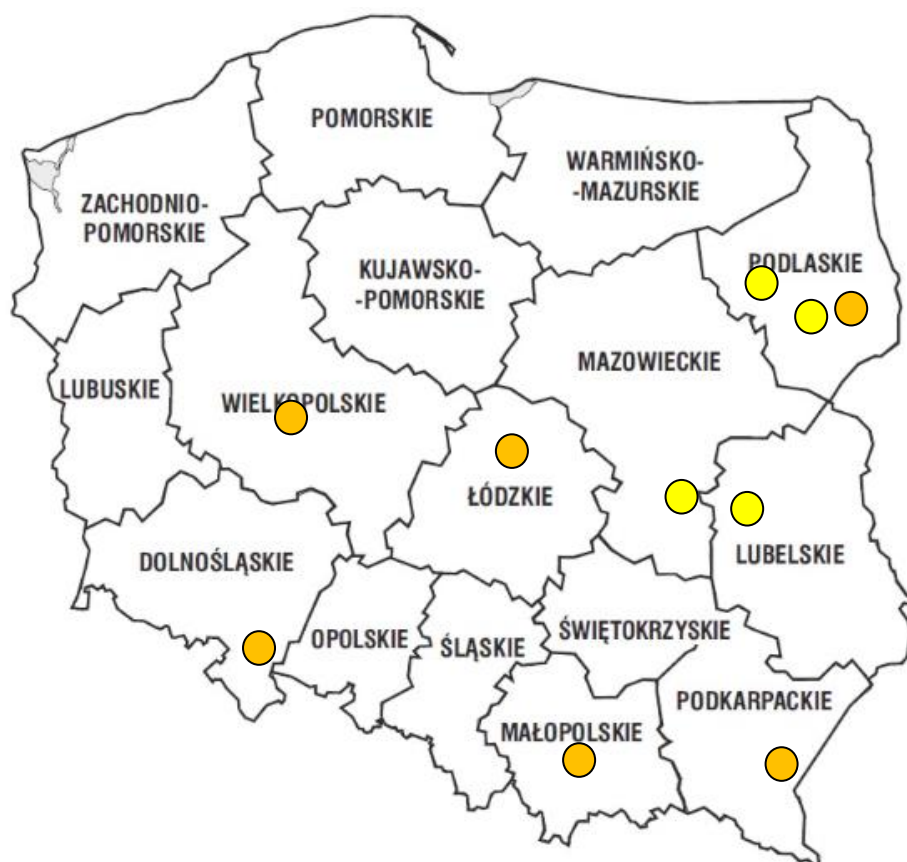 POMORSKIE
WARMIŃSKO-
-MAZURSKIE
ZACHODNIO-
POMORSKIE
PODLASKIE
KUJAWSKO-
-POMORSKIE
MAZOWIECKIE
LUBUSKIE
WIELKOPOLSKIE
ŁÓDZKIE
DOLNOŚLĄSKIE
LUBELSKIE
OPOLSKIE
ŚLĄSKIE
ŚWIĘTOKRZYSKIE
PODKARPACKIE
MAŁOPOLSKIE